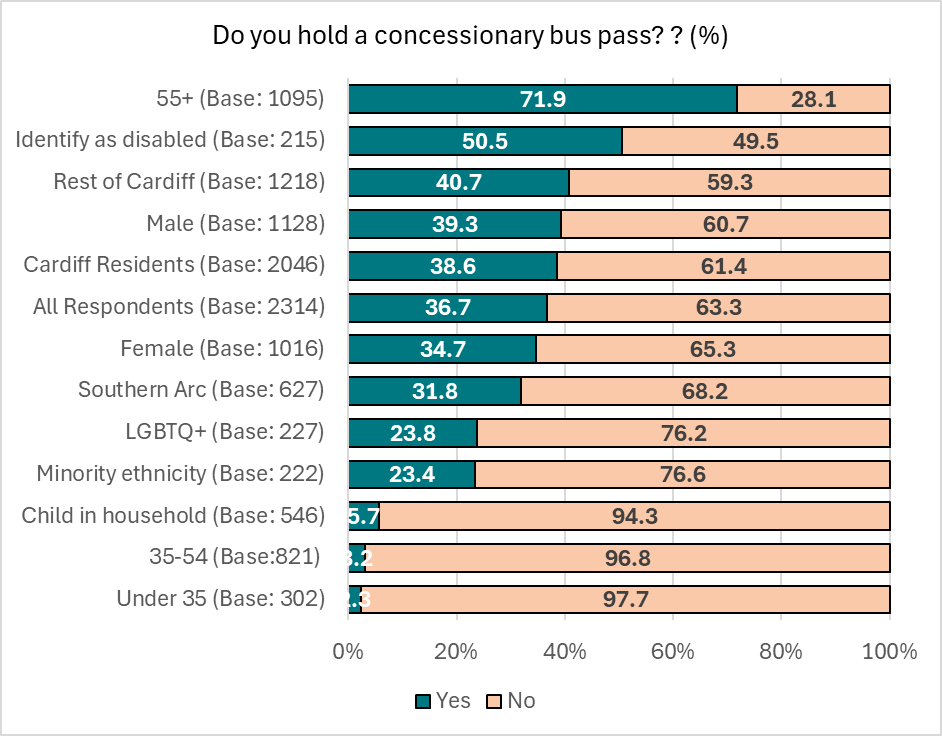 Do you hold a concessionary bus pass? ? (%)
55+ (Base: 1095) 71.9 28.1
Identify as disabled (Base: 215) 50.5 49.5
Rest of Cardiff (Base: 1218) 40.7 59.3
Male (Base: 1128) 39.3 60.7
Cardiff Residents (Base: 2046) 38.6 61.4
All Respondents (Base: 2314) 36.7 63.3
Female (Base: 1016) 34.7 65.3
Southern Arc (Base: 627) 31.8 68.2
LGBTQ+ (Base: 227) 23.8 76.2
Minority ethnicity (Base: 222) 23.4 76.6
Child in household (Base: 546) 5.7 94.3
35-54 (Base:821) 3.2 96.8
Under 35 (Base: 302) 2.3 97.7
0% 20% 40% 60% 80% 100%
Yes No